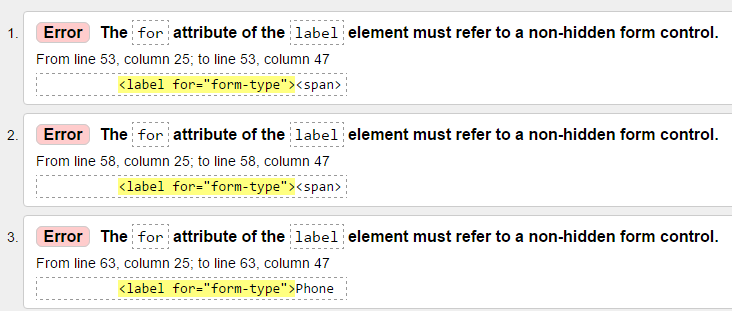 1. Error The for attribute of the label element must refer to a non-hidden form control.
From line 53, column 25; to line 53, column 47
<label for="form-type"><span>
2. Error The for attribute of the label element must refer to a non-hidden form control.
From line 58, column 25; to line 58, column 47
<label for="form-type"><span>
3. Error The for attribute of the label element must refer to a non-hidden form control.
From line 63, column 25; to line 63, column 47
<label for="form-type">Phone